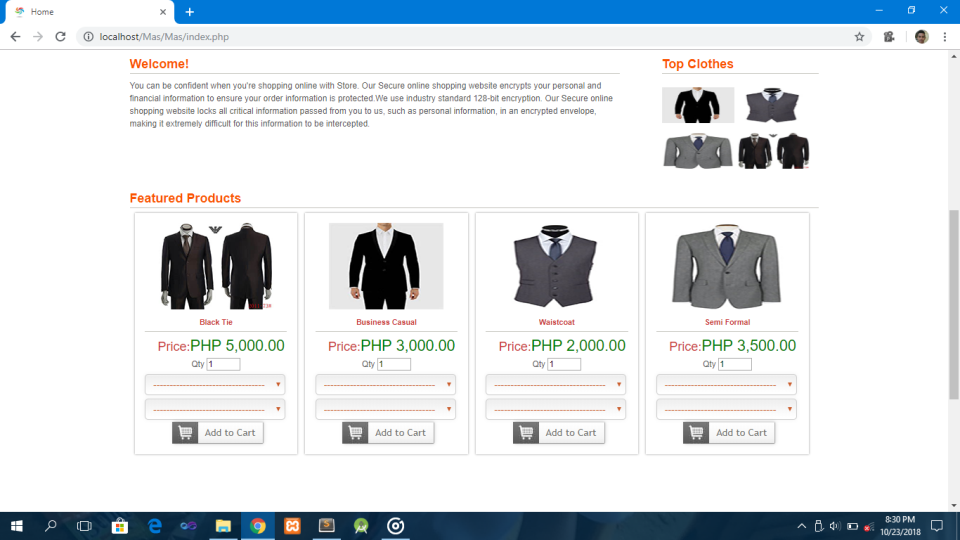 Home
localhost/Mas/Mas/index.php
Welcome!
You can be confident when you're shopping online with Store. Our Secure online shopping website encrypts your personal and
financial information to ensure your order information is protected.We use industry standard 128-bit encryption. Our Secure online
shopping website locks all critical information passed from you to us, such as personal information, in an encrypted envelope,
making it extremely difficult for this information to be intercepted.
Top Clothes
Featured Products
Black Tie
Price:PHP 5,000.00
Qty 1
----------------------------------
----------------------------------
Add to Cart
Business Casual
Price:PHP 3,000.00
Qty 1
----------------------------------
----------------------------------
Add to Cart
Waistcoat
Price:PHP 2,000.00
Qty 1
----------------------------------
----------------------------------
Add to Cart
Semi Formal
Price:PHP 3,500.00
Qty 1
----------------------------------
----------------------------------
Add to Cart
8:30 PM
10/23/2018